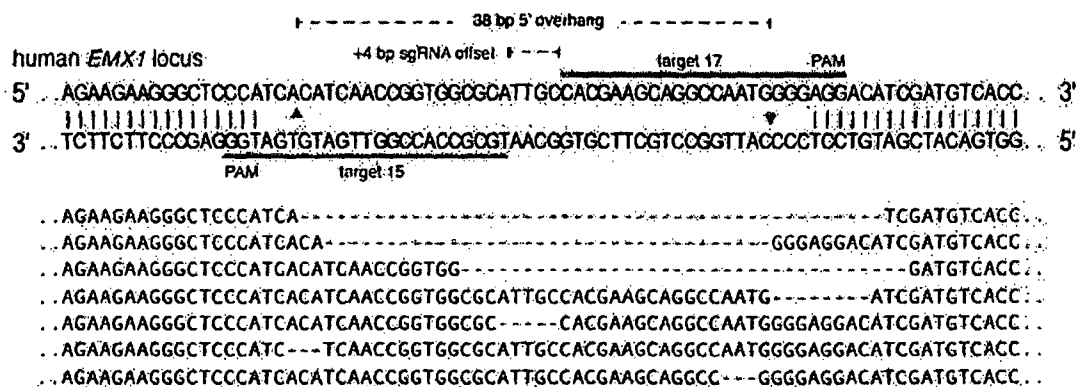 38 bp 5' overhang
+4 bp sgRNA offset
human EMX1 locus
target 17 PAM
5' ..AGAAGAAGGGCTCCCATCACATCAACCGGTGGCGCATTGCCACGAAGCAGGCCAATGGGGAGGACATCGATGTCACC.. 3'
3' ..TCTTCTTCCCGAGGGTAGTGTAGTTGGCCACCGCGTAACGGTGCTTCGTCCGGTTACCCCTCCTGTAGCTACAGTGG.. 5'
PAM target 15
..AGAAGAAGGGCTCCCATCA--------------------------------------------TCGATGTCACC..
..AGAAGAAGGGCTCCCATCACA----------------------------------GGGAGGACATCGATGTCACC..
..AGAAGAAGGGCTCCCATCACATCAACCGGTGG----------------------------------GATGTCACC..
..AGAAGAAGGGCTCCCATCACATCAACCGGTGGCGCATTGCCACGAAGCAGGCCAATG--------ATCGATGTCACC..
..AGAAGAAGGGCTCCCATCACATCAACCGGTGGCGC-----CACGAAGCAGGCCAATGGGGAGGACATCGATGTCACC..
..AGAAGAAGGGCTCCCATC---TCAACCGGTGGCGCATTGCCACGAAGCAGGCCAATGGGGAGGACATCGATGTCACC..
..AGAAGAAGGGCTCCCATCACATCAACCGGTGGCGCATTGCCACGAAGCAGGCC---GGGGAGGACATCGATGTCACC..